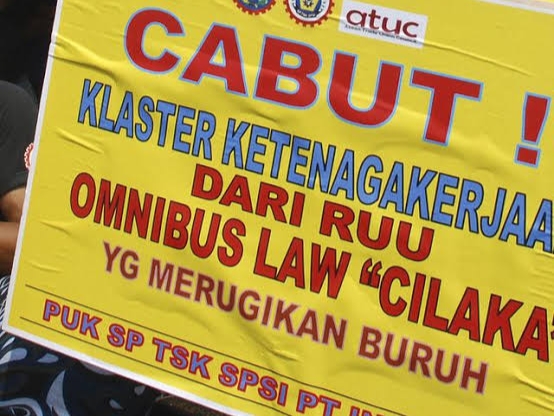 atuc
CABUT !
KLASTER KETENAGAKERJAA
DARI RUU
OMNIBUS LAW “CILAKA”
YG MERUGIKAN BURUH
PUK SP TSK SPSI PT